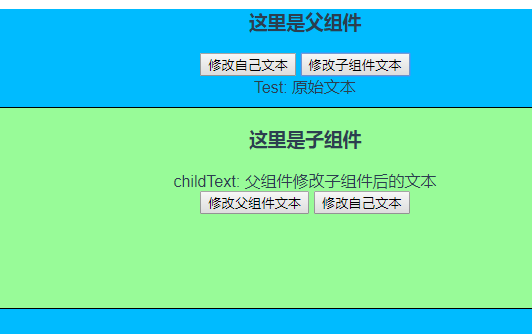 这里是父组件
修改自己文本 修改子组件文本
Test: 原始文本
这里是子组件
childText: 父组件修改子组件后的文本
修改父组件文本 修改自己文本